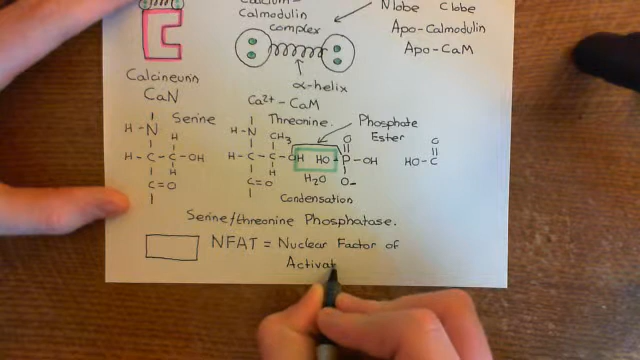 Calcium-
Calmodulin
complex
N lobe C lobe
Apo-Calmodulin
Apo-CaM
α-helix
Calcineurin
CaN
Ca2+-CaM
Serine
Threonine.
Phosphate
Ester
H-N
H
H-C-C-OH
H
C=O
H-N
CH3
H-C-C-OH
H
C=O
HO
O
HO-P-OH
O-
H2O
O
HO-C
Condensation
Serine/threonine Phosphatase.
NFAT = Nuclear Factor of
Activat